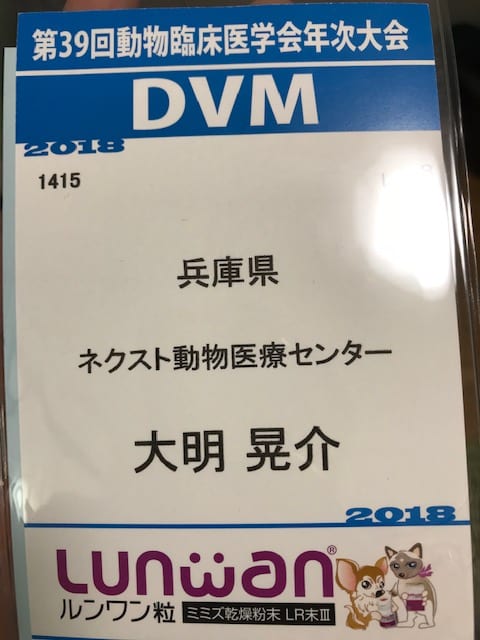 第39回動物臨床医学会年次大会
DVM
2018
1415
兵庫県
ネクスト動物医療センター
大明 晃介
2018
LUNWAN®
ルンワン粒 ミミズ乾燥粉末 LR末Ⅲ